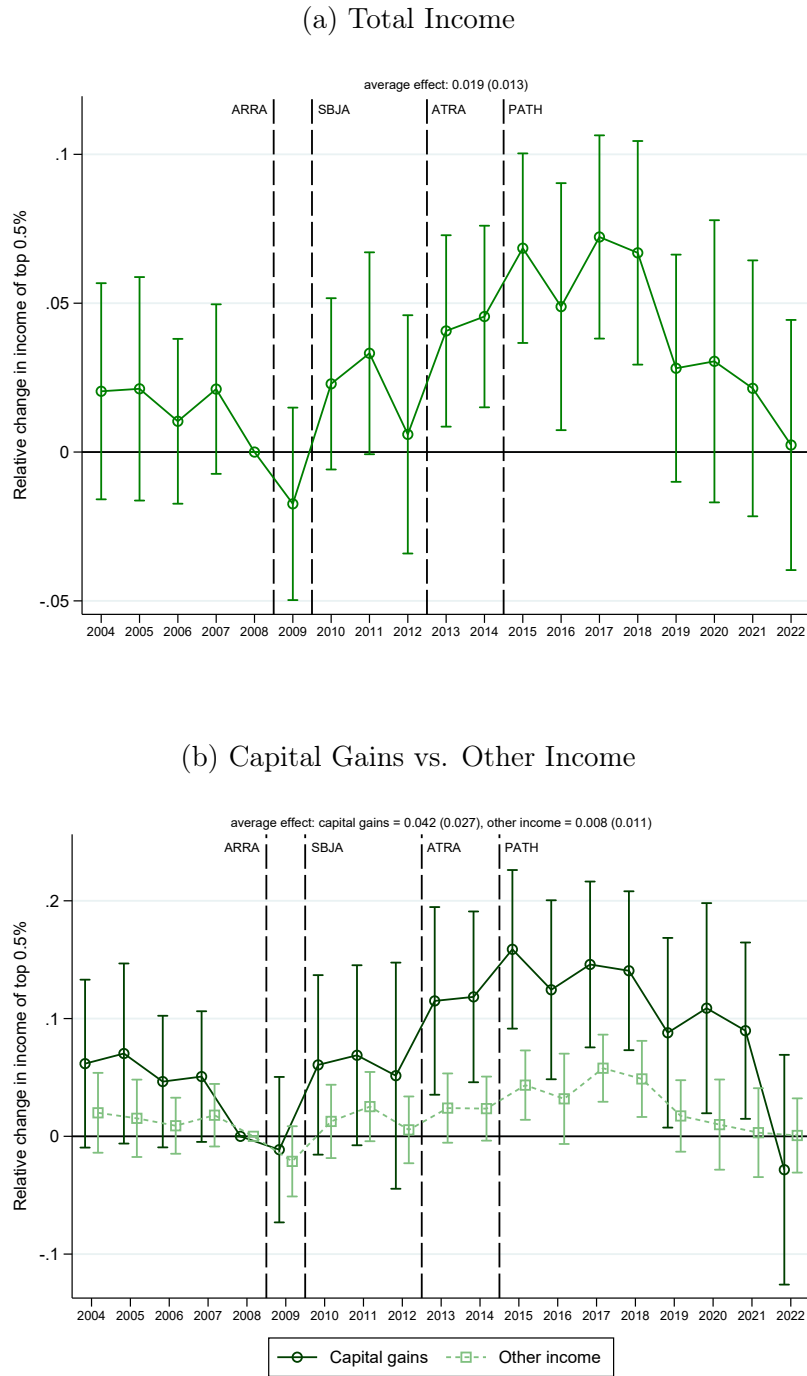 (a) Total Income
average effect: 0.019 (0.013)
ARRA SBJA ATRA PATH
.1
.05
0
-.05
Relative change in income of top 0.5%
2004 2005 2006 2007 2008 2009 2010 2011 2012 2013 2014 2015 2016 2017 2018 2019 2020 2021 2022
(b) Capital Gains vs. Other Income
average effect: capital gains = 0.042 (0.027), other income = 0.008 (0.011)
ARRA SBJA ATRA PATH
.2
.1
0
-.1
Relative change in income of top 0.5%
2004 2005 2006 2007 2008 2009 2010 2011 2012 2013 2014 2015 2016 2017 2018 2019 2020 2021 2022
Capital gains Other income